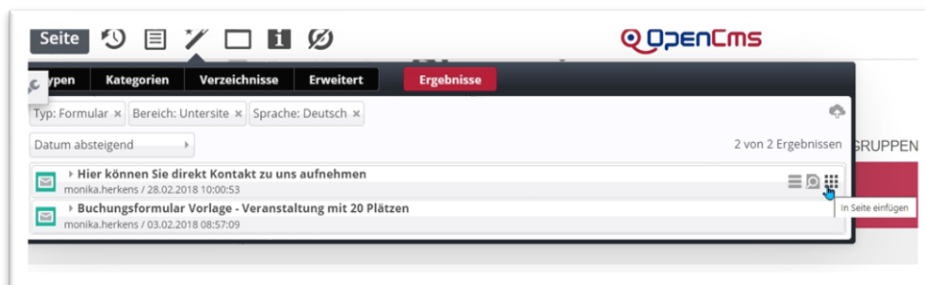 Seite
OpenCms
ypen Kategorien Verzeichnisse Erweitert Ergebnisse
Typ: Formular × Bereich: Untersite × Sprache: Deutsch ×
Datum absteigend
2 von 2 Ergebnissen
GRUPPEN
Hier können Sie direkt Kontakt zu uns aufnehmen
monika.herkens / 28.02.2018 10:00:53
In Seite einfügen
Buchungsformular Vorlage - Veranstaltung mit 20 Plätzen
monika.herkens / 03.02.2018 08:57:09